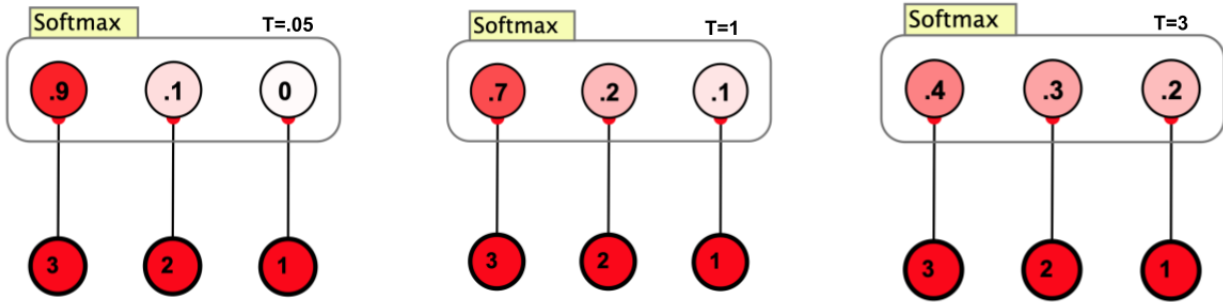 Softmax T=.05
.9 .1 0
3 2 1
Softmax T=1
.7 .2 .1
3 2 1
Softmax T=3
.4 .3 .2
3 2 1